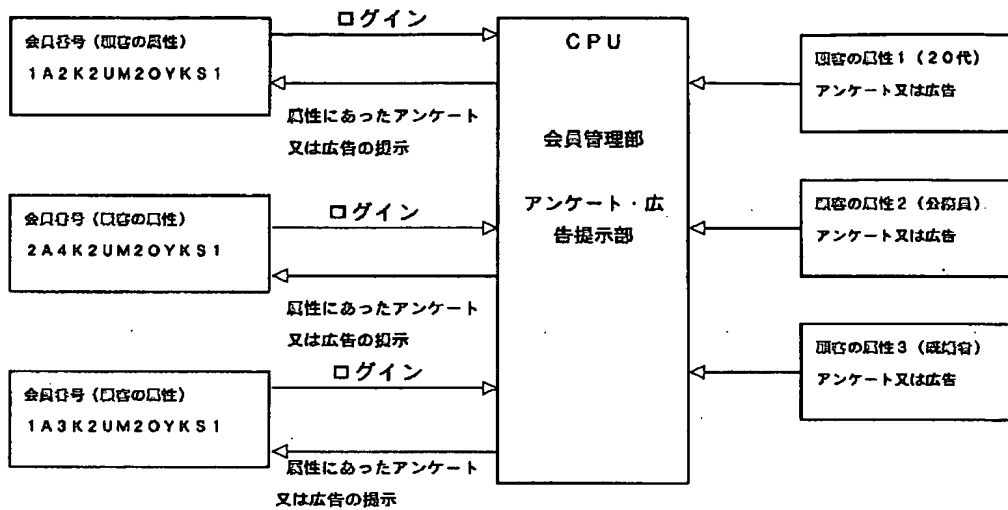 会員番号（顧客の属性）
1A2K2UM2OYKS1
ログイン
属性にあったアンケート
又は広告の提示
会員番号（顧客の属性）
2A4K2UM2OYKS1
ログイン
属性にあったアンケート
又は広告の提示
会員番号（顧客の属性）
1A3K2UM2OYKS1
ログイン
属性にあったアンケート
又は広告の提示
CPU
会員管理部
アンケート・広
告提示部
顧客の属性1（20代）
アンケート又は広告
顧客の属性2（公務員）
アンケート又は広告
顧客の属性3（既婚者）
アンケート又は広告